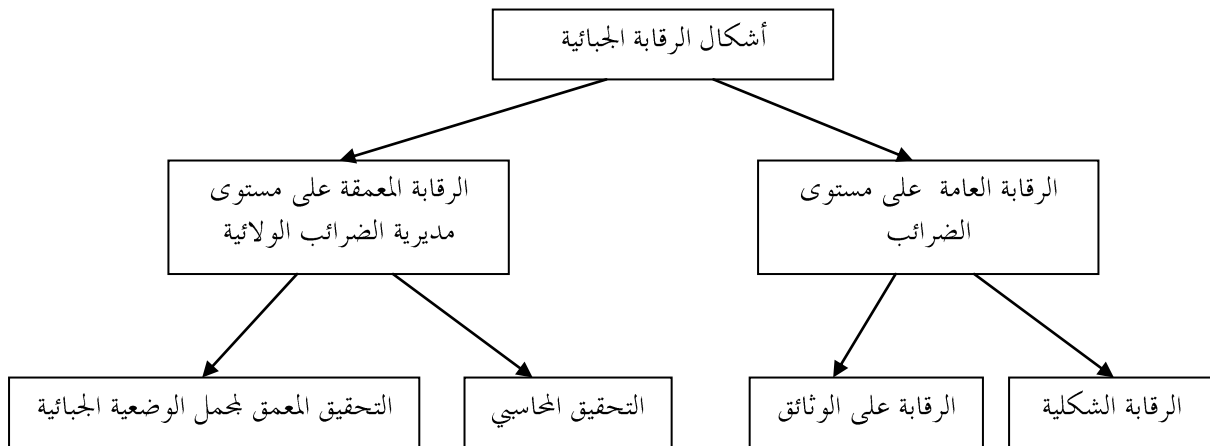 أشكال الرقابة الجبائية
الرقابة العامة على مستوى
الضرائب
الرقابة المعمقة على مستوى
مديرية الضرائب الولائية
الرقابة الشكلية
الرقابة على الوثائق
التحقيق المحاسبي
التحقيق المعمق لمجمل الوضعية الجبائية